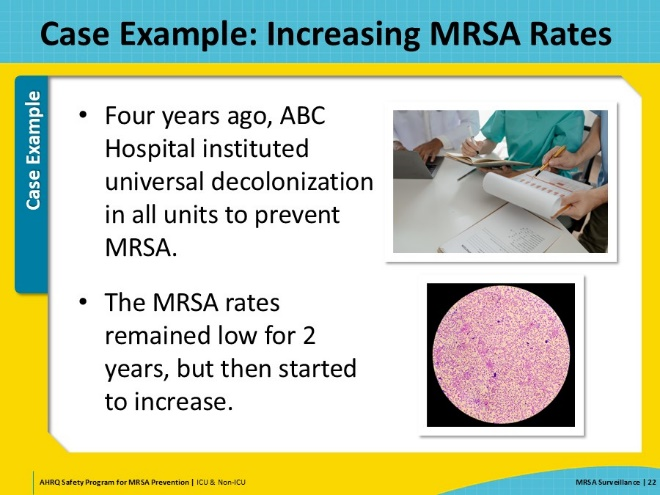 Case Example: Increasing MRSA Rates
Case Example
• Four years ago, ABC
Hospital instituted
universal decolonization
in all units to prevent
MRSA.
• The MRSA rates
remained low for 2
years, but then started
to increase.
AHRQ Safety Program for MRSA Prevention | ICU & Non-ICU
MRSA Surveillance | 22